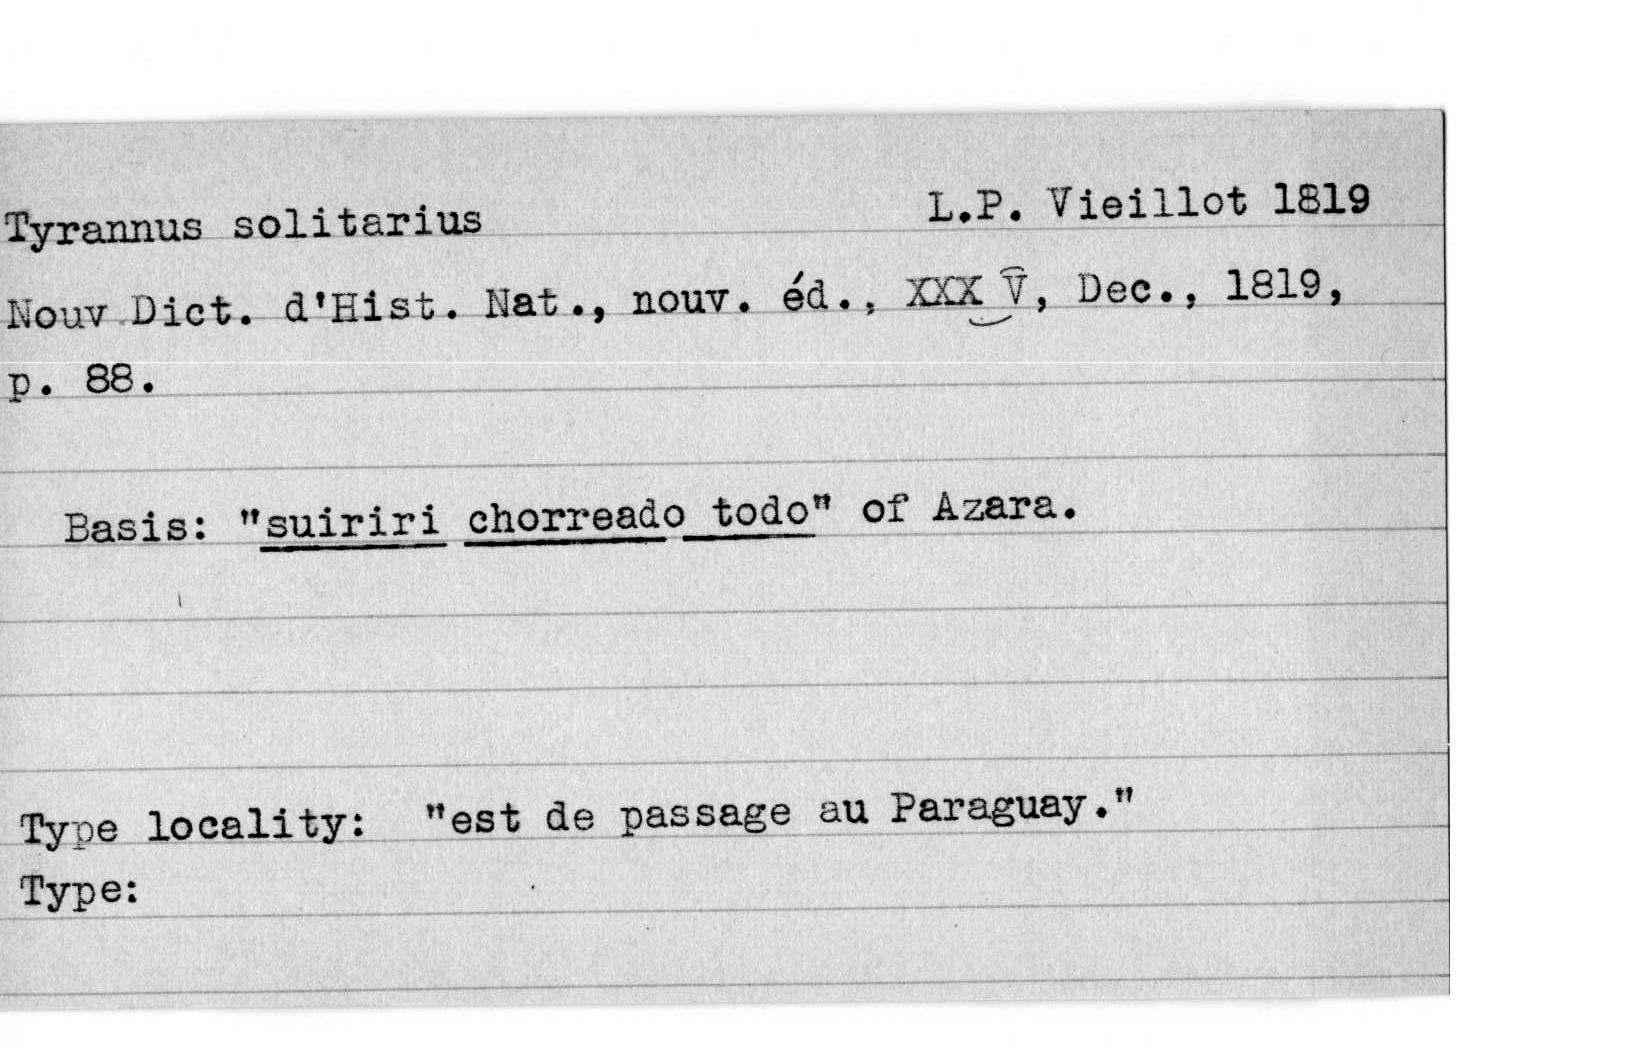 Tyrannus solitarius L.P. Vieillot 1819
Nouv Dict. d'Hist. Nat., nouv. éd., XXX V, Dec., 1819,
p. 88.
Basis: "suiriri chorreado todo" of Azara.
Type locality: "est de passage au Paraguay."
Type: